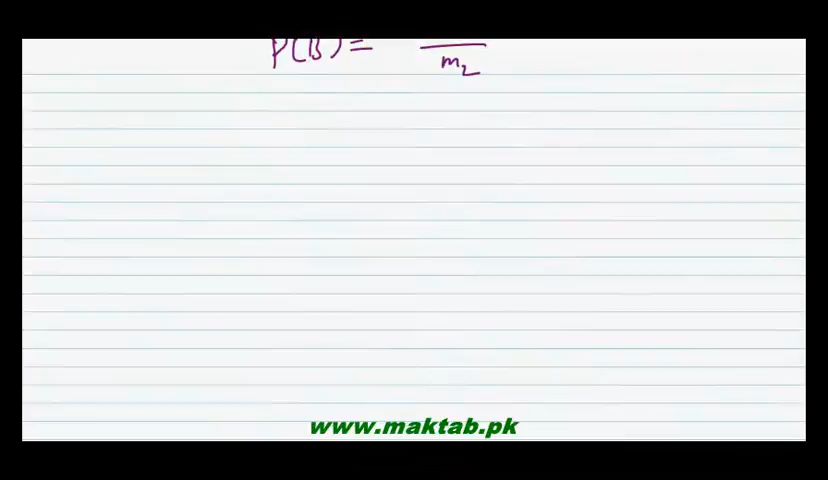 P(B) = —
m₂
www.maktab.pk